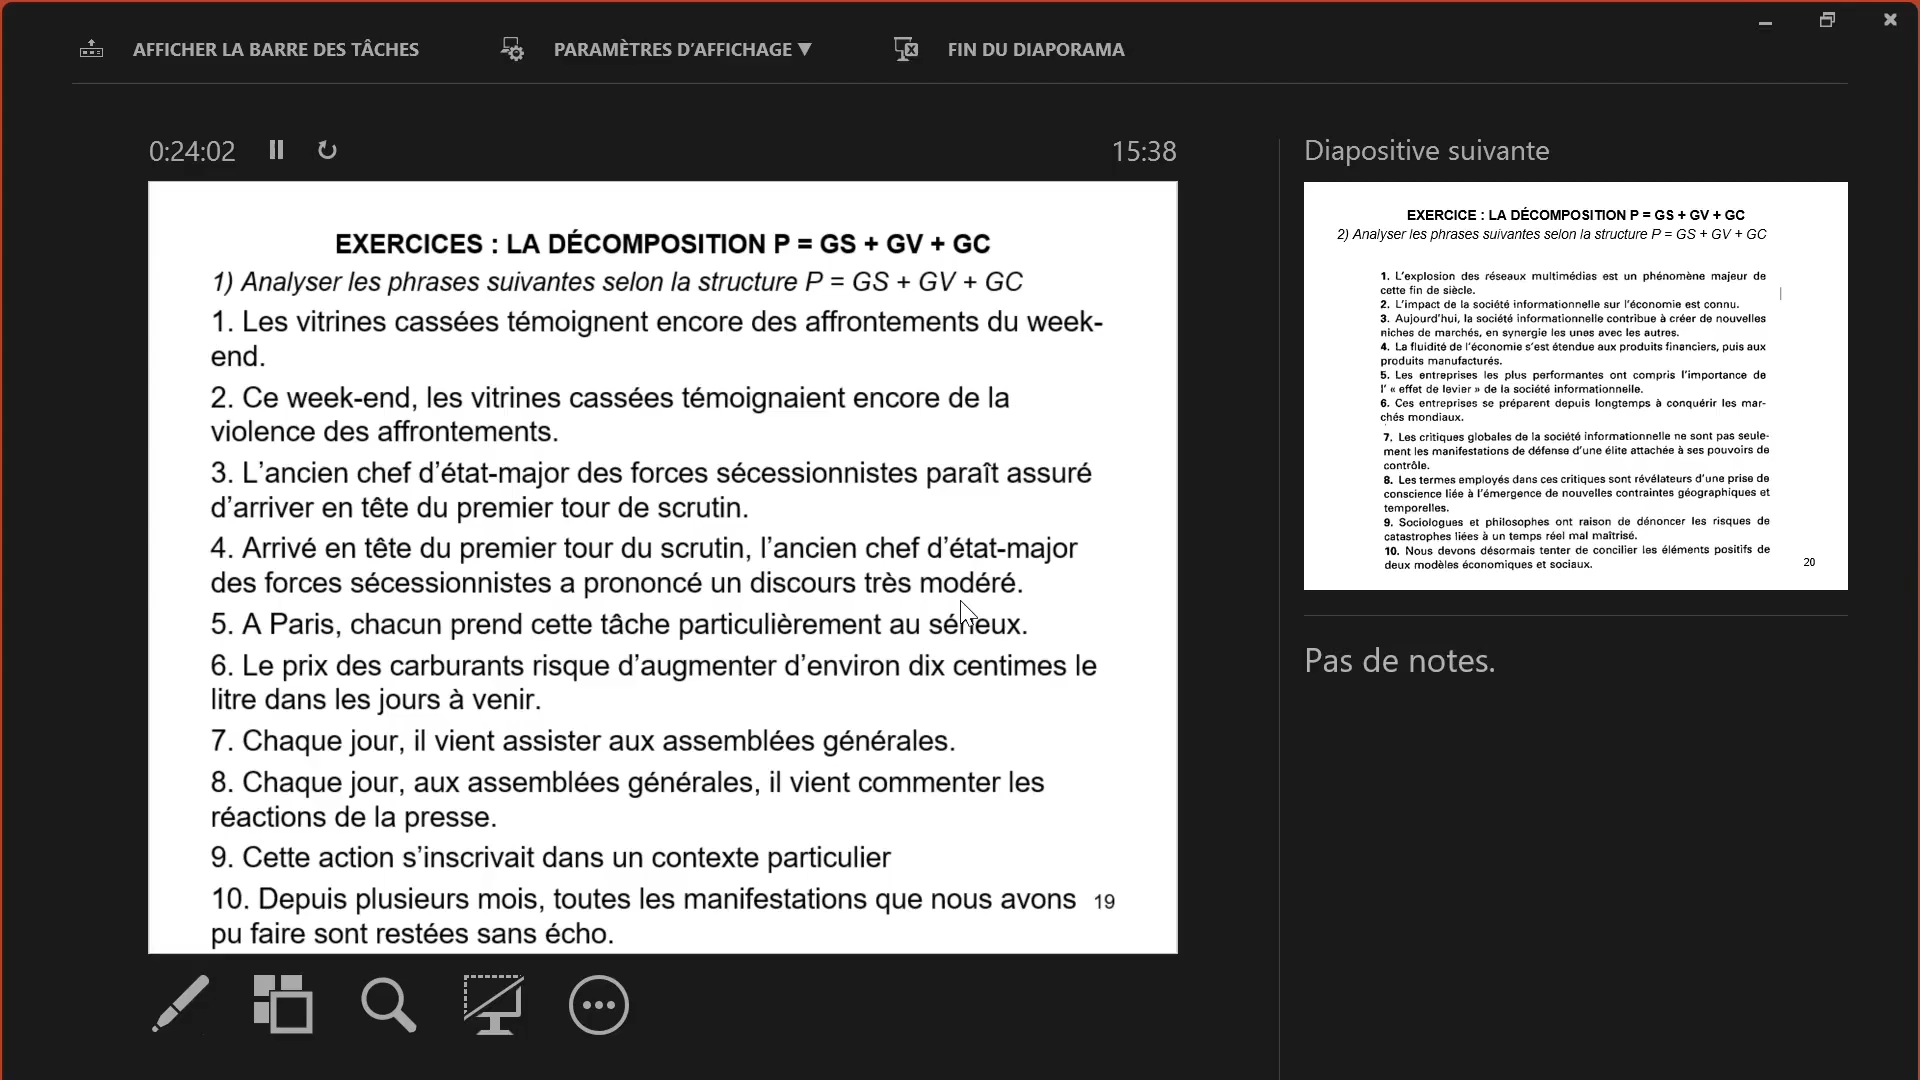 AFFICHER LA BARRE DES TÂCHES
PARAMÈTRES D'AFFICHAGE ▼
FIN DU DIAPORAMA
0:24:02
15:38
EXERCICES : LA DÉCOMPOSITION P = GS + GV + GC
1) Analyser les phrases suivantes selon la structure P = GS + GV + GC
1. Les vitrines cassées témoignent encore des affrontements du week-
end.
2. Ce week-end, les vitrines cassées témoignaient encore de la
violence des affrontements.
3. L'ancien chef d'état-major des forces sécessionnistes paraît assuré
d'arriver en tête du premier tour de scrutin.
4. Arrivé en tête du premier tour du scrutin, l'ancien chef d'état-major
des forces sécessionnistes a prononcé un discours très modéré.
5. A Paris, chacun prend cette tâche particulièrement au sérieux.
6. Le prix des carburants risque d'augmenter d'environ dix centimes le
litre dans les jours à venir.
7. Chaque jour, il vient assister aux assemblées générales.
8. Chaque jour, aux assemblées générales, il vient commenter les
réactions de la presse.
9. Cette action s'inscrivait dans un contexte particulier
10. Depuis plusieurs mois, toutes les manifestations que nous avons
pu faire sont restées sans écho.
19
Diapositive suivante
EXERCICE : LA DÉCOMPOSITION P = GS + GV + GC
2) Analyser les phrases suivantes selon la structure P = GS + GV + GC
1. L'explosion des réseaux multimédias est un phénomène majeur de
cette fin de siècle.
2. L'impact de la société informationnelle sur l'économie est connu.
3. Aujourd'hui, la société informationnelle contribue à créer de nouvelles
niches de marchés, en synergie les unes avec les autres.
4. La fluidité de l'économie s'est étendue aux produits financiers, puis aux
produits manufacturés.
5. Les entreprises les plus performantes ont compris l'importance de
l' « effet de levier » de la société informationnelle.
6. Ces entreprises se préparent depuis longtemps à conquérir les mar-
chés mondiaux.
7. Les critiques globales de la société informationnelle ne sont pas seule-
ment les manifestations de défense d'une élite attachée à ses pouvoirs de
contrôle.
8. Les termes employés dans ces critiques sont révélateurs d'une prise de
conscience liée à l'émergence de nouvelles contraintes géographiques et
temporelles.
9. Sociologues et philosophes ont raison de dénoncer les risques de
catastrophes liées à un temps réel mal maîtrisé.
10. Nous devons désormais tenter de concilier les éléments positifs de
deux modèles économiques et sociaux.
20
Pas de notes.